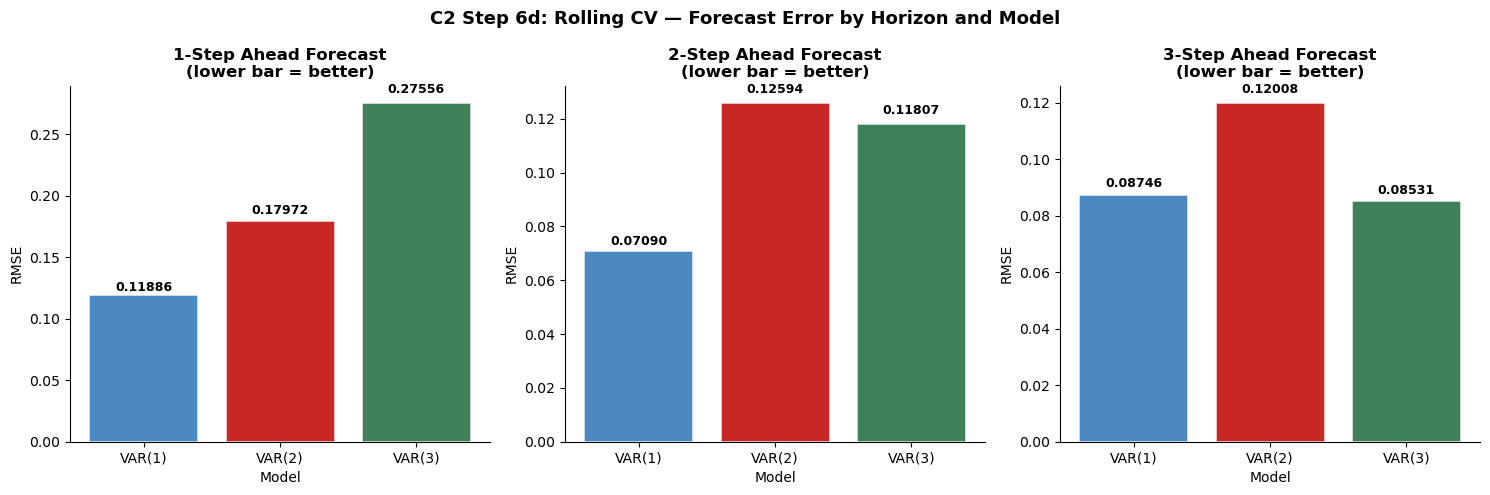 C2 Step 6d: Rolling CV — Forecast Error by Horizon and Model
1-Step Ahead Forecast
(lower bar = better)
RMSE
0.25
0.20
0.15
0.10
0.05
0.00
0.11886
0.17972
0.27556
VAR(1)
VAR(2)
VAR(3)
Model
2-Step Ahead Forecast
(lower bar = better)
RMSE
0.12
0.10
0.08
0.06
0.04
0.02
0.00
0.07090
0.12594
0.11807
VAR(1)
VAR(2)
VAR(3)
Model
3-Step Ahead Forecast
(lower bar = better)
RMSE
0.12
0.10
0.08
0.06
0.04
0.02
0.00
0.08746
0.12008
0.08531
VAR(1)
VAR(2)
VAR(3)
Model